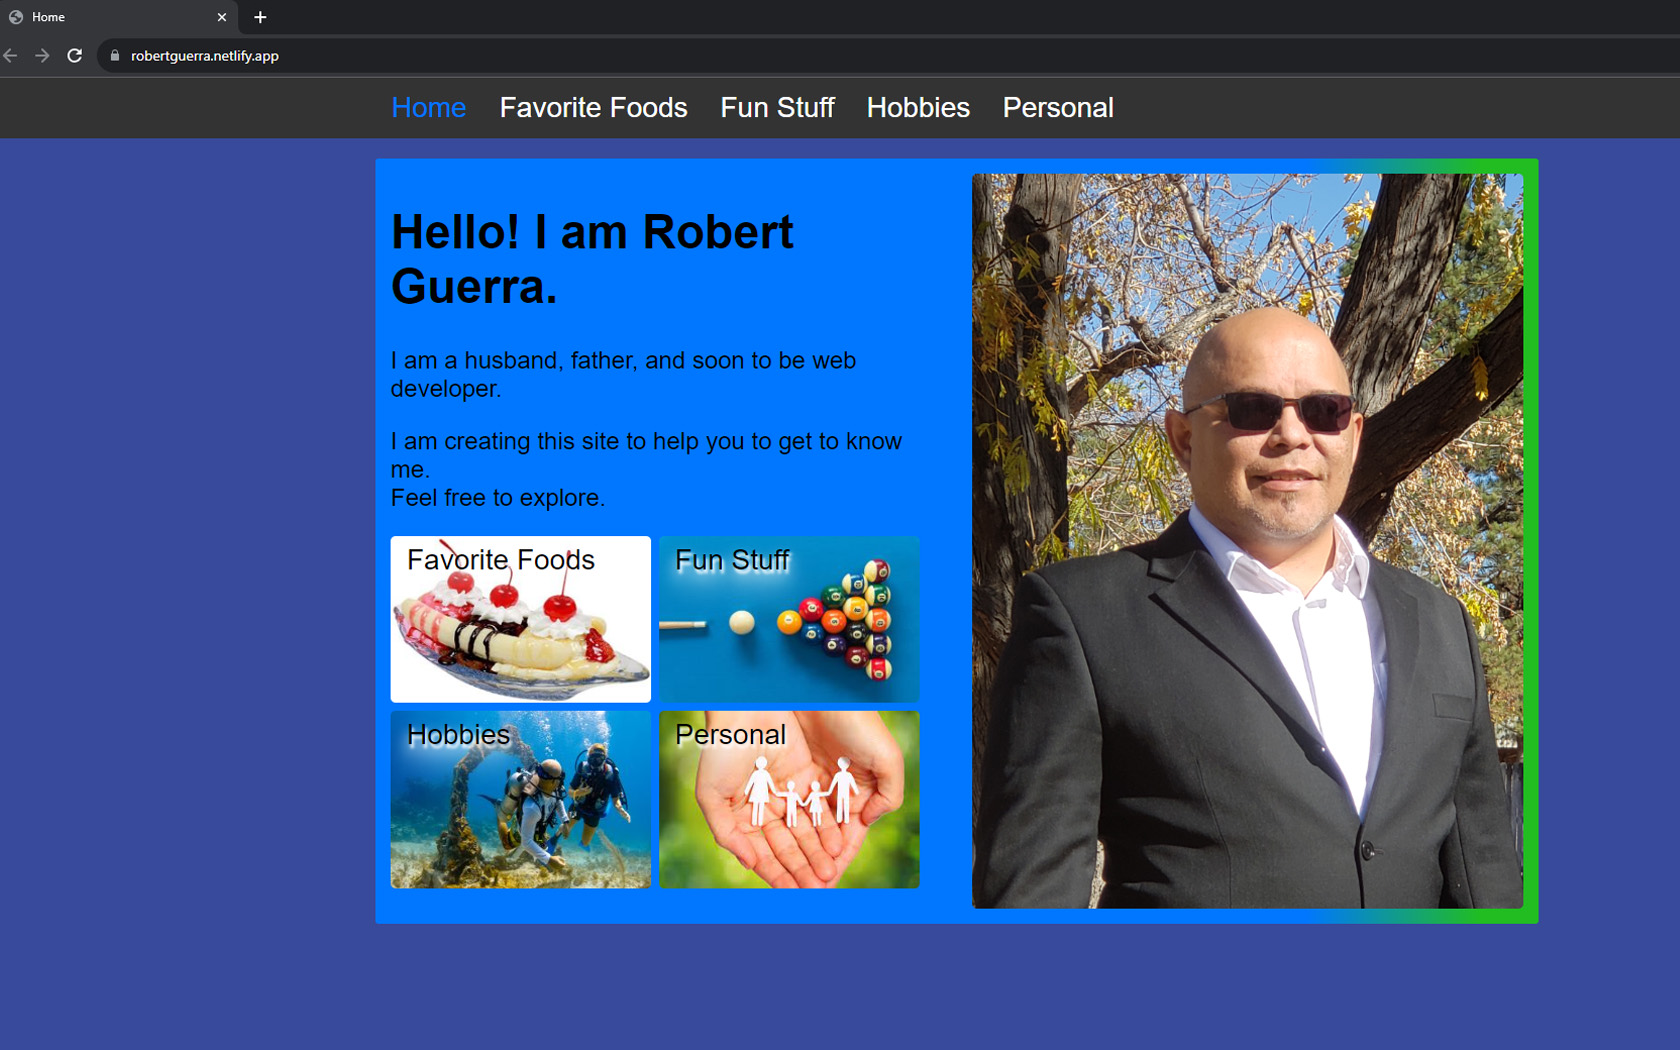 Home
robertguerra.netlify.app
Home Favorite Foods Fun Stuff Hobbies Personal
Hello! I am Robert
Guerra.
I am a husband, father, and soon to be web
developer.
I am creating this site to help you to get to know
me.
Feel free to explore.
Favorite Foods
Fun Stuff
Hobbies
Personal